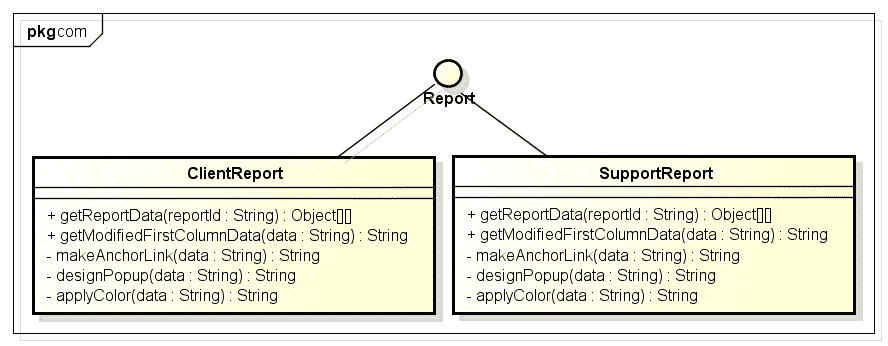 pkg com
Report
ClientReport
+ getReportData(reportId : String) : Object[][]
+ getModifiedFirstColumnData(data : String) : String
- makeAnchorLink(data : String) : String
- designPopup(data : String) : String
- applyColor(data : String) : String
SupportReport
+ getReportData(reportId : String) : Object[][]
+ getModifiedFirstColumnData(data : String) : String
- makeAnchorLink(data : String) : String
- designPopup(data : String) : String
- applyColor(data : String) : String